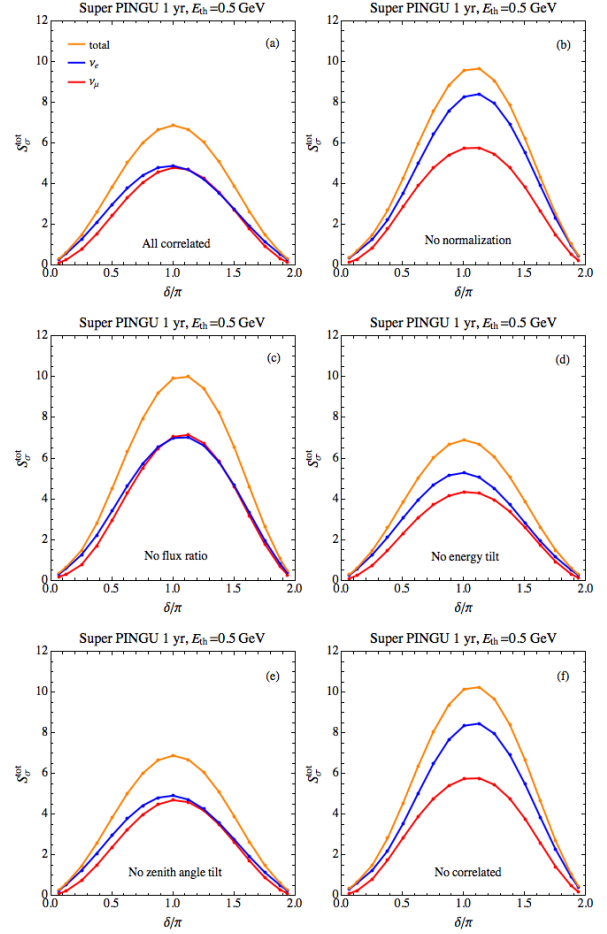 Super PINGU 1 yr, E_th=0.5 GeV
Super PINGU 1 yr, E_th=0.5 GeV
12
10
8
6
4
2
0
S_σ^tot
total
ν_e
ν_μ
(a)
All correlated
0.0 0.5 1.0 1.5 2.0
δ/π
12
10
8
6
4
2
0
S_σ^tot
(b)
No normalization
0.0 0.5 1.0 1.5 2.0
δ/π
Super PINGU 1 yr, E_th=0.5 GeV
Super PINGU 1 yr, E_th=0.5 GeV
12
10
8
6
4
2
0
S_σ^tot
(c)
No flux ratio
0.0 0.5 1.0 1.5 2.0
δ/π
12
10
8
6
4
2
0
S_σ^tot
(d)
No energy tilt
0.0 0.5 1.0 1.5 2.0
δ/π
Super PINGU 1 yr, E_th=0.5 GeV
Super PINGU 1 yr, E_th=0.5 GeV
12
10
8
6
4
2
0
S_σ^tot
(e)
No zenith angle tilt
0.0 0.5 1.0 1.5 2.0
δ/π
12
10
8
6
4
2
0
S_σ^tot
(f)
No correlated
0.0 0.5 1.0 1.5 2.0
δ/π